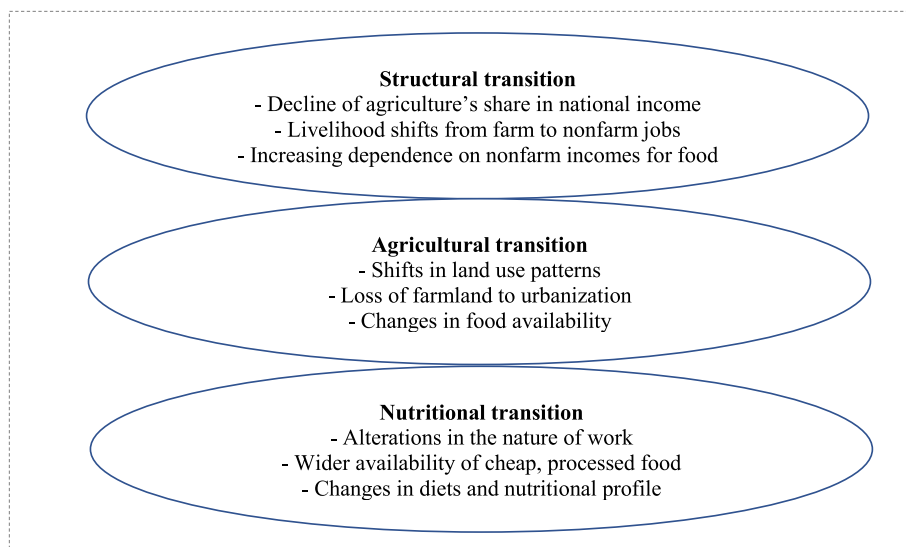 Structural transition
- Decline of agriculture’s share in national income
- Livelihood shifts from farm to nonfarm jobs
- Increasing dependence on nonfarm incomes for food
Agricultural transition
- Shifts in land use patterns
- Loss of farmland to urbanization
- Changes in food availability
Nutritional transition
- Alterations in the nature of work
- Wider availability of cheap, processed food
- Changes in diets and nutritional profile